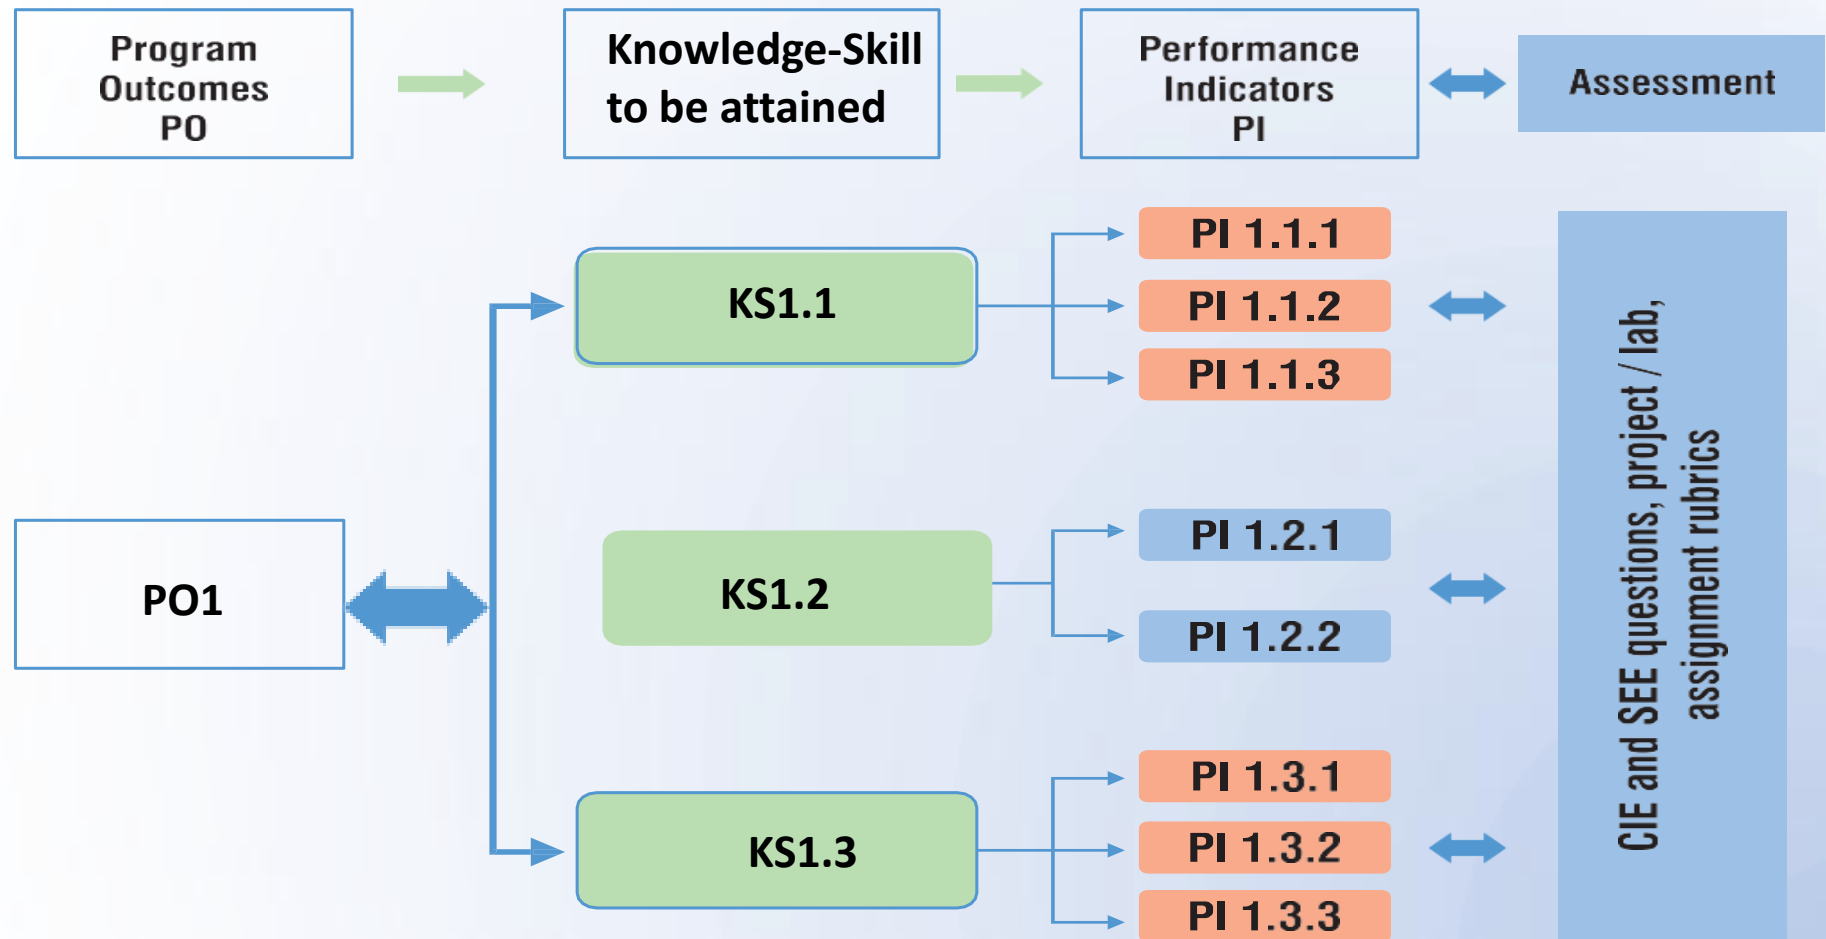 Program
Outcomes
PO
Knowledge-Skill
to be attained
Performance
Indicators
PI
Assessment
PO1
KS1.1
PI 1.1.1
PI 1.1.2
PI 1.1.3
KS1.2
PI 1.2.1
PI 1.2.2
KS1.3
PI 1.3.1
PI 1.3.2
PI 1.3.3
CIE and SEE questions, project / lab,
assignment rubrics